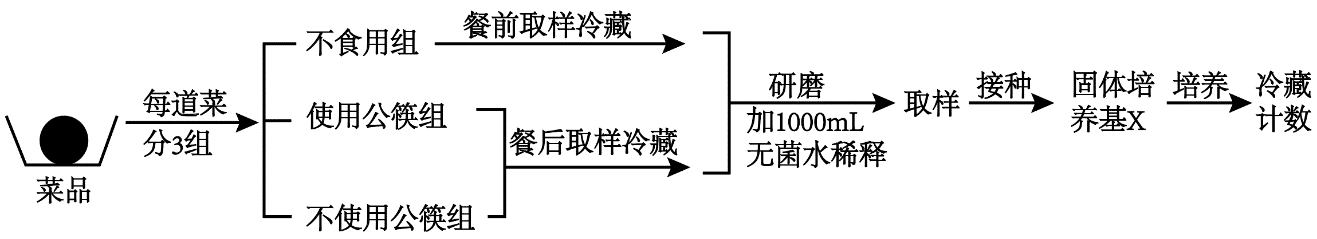 菜品
每道菜
分3组
不食用组
使用公筷组
不使用公筷组
餐前取样冷藏
餐后取样冷藏
研磨
加1000mL
无菌水稀释
取样
接种
固体培
养基X
培养
冷藏
计数